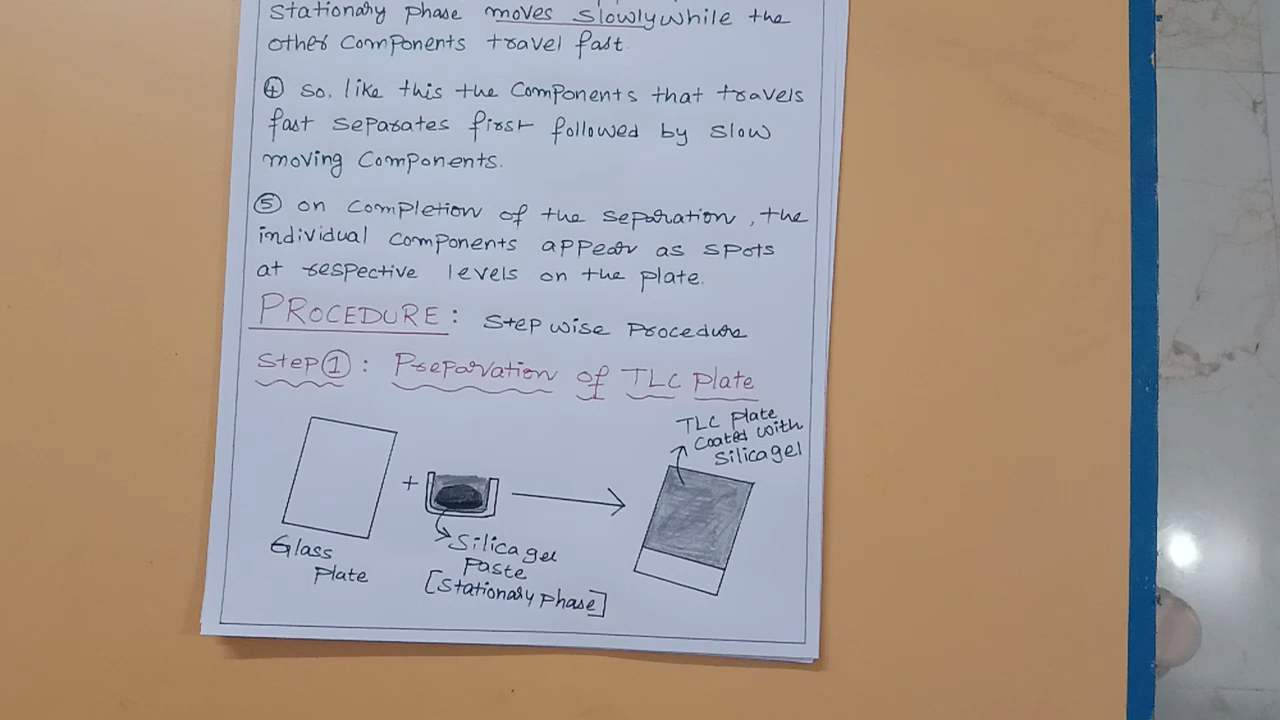 Stationary phase moves slowly while the
other components travel fast.
④ So, like this the components that travels
fast separates first followed by slow
moving components.
⑤ on completion of the separation, the
individual components appear as spots
at respective levels on the plate.
PROCEDURE: Step wise Procedure
Step①: Preparation of TLC plate
TLC plate
coated with
Silicagel
+
Glass
plate
Silica gel
paste
[Stationary phase]